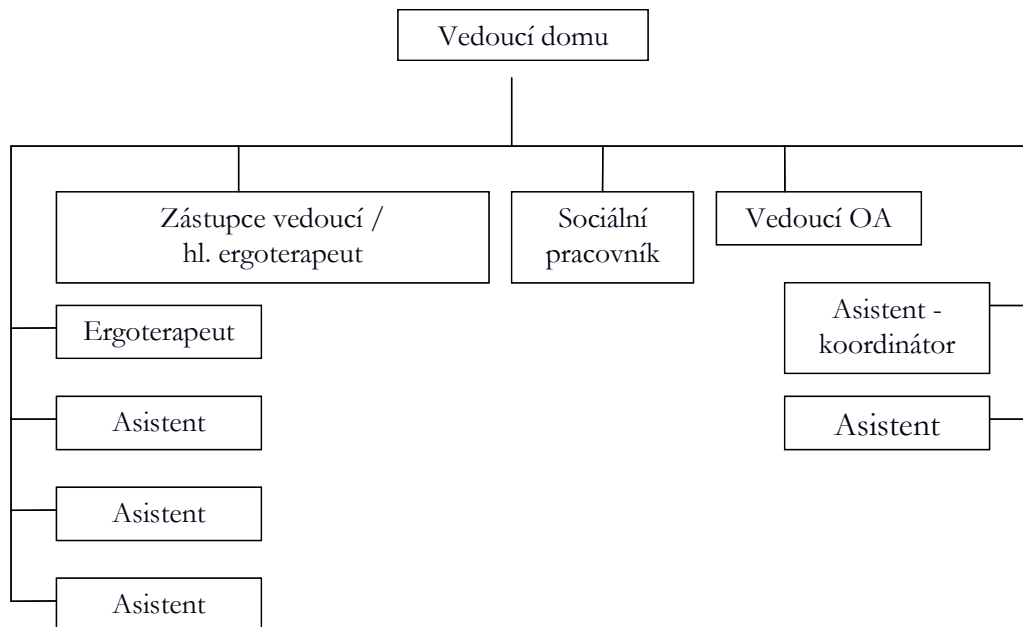 Vedoucí domu
Zástupce vedoucí /
hl. ergoterapeut
Sociální
pracovník
Vedoucí OA
Ergoterapeut
Asistent
Asistent
Asistent
Asistent -
koordinátor
Asistent